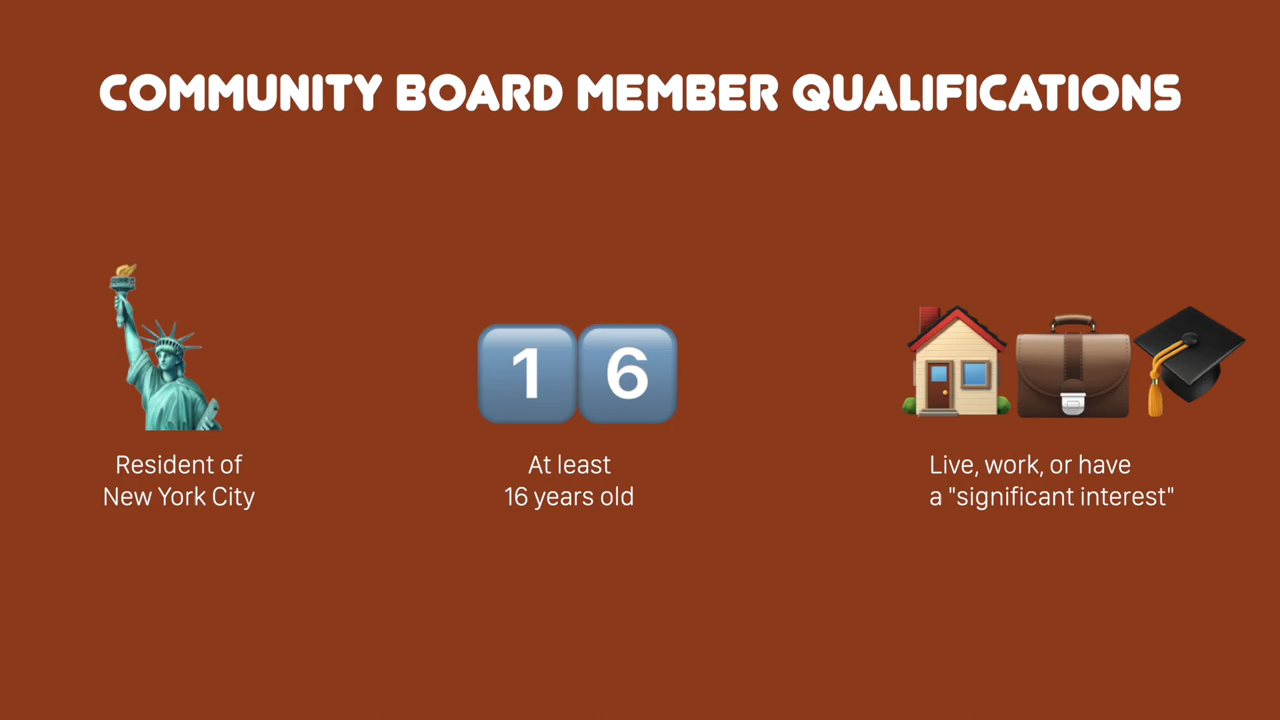 COMMUNITY BOARD MEMBER QUALIFICATIONS
1 6
Resident of
New York City
At least
16 years old
Live, work, or have
a "significant interest"